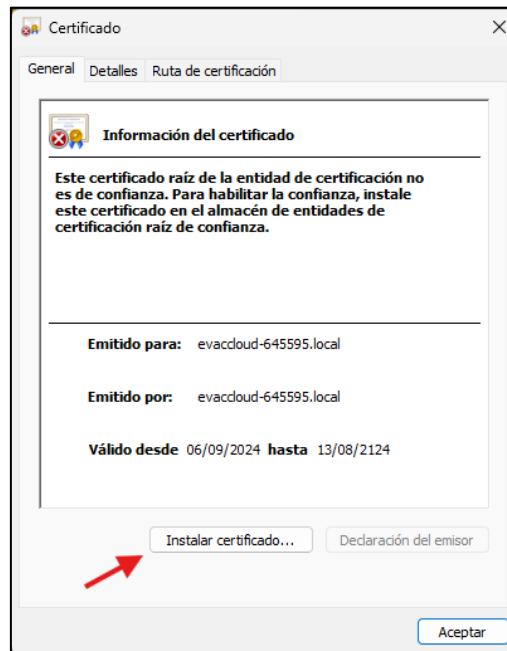 Certificado
General Detalles Ruta de certificación
Información del certificado
Este certificado raíz de la entidad de certificación no
es de confianza. Para habilitar la confianza, instale
este certificado en el almacén de entidades de
certificación raíz de confianza.
Emitido para: evaccloud-645595.local
Emitido por: evaccloud-645595.local
Válido desde 06/09/2024 hasta 13/08/2124
Instalar certificado... Declaración del emisor
Aceptar